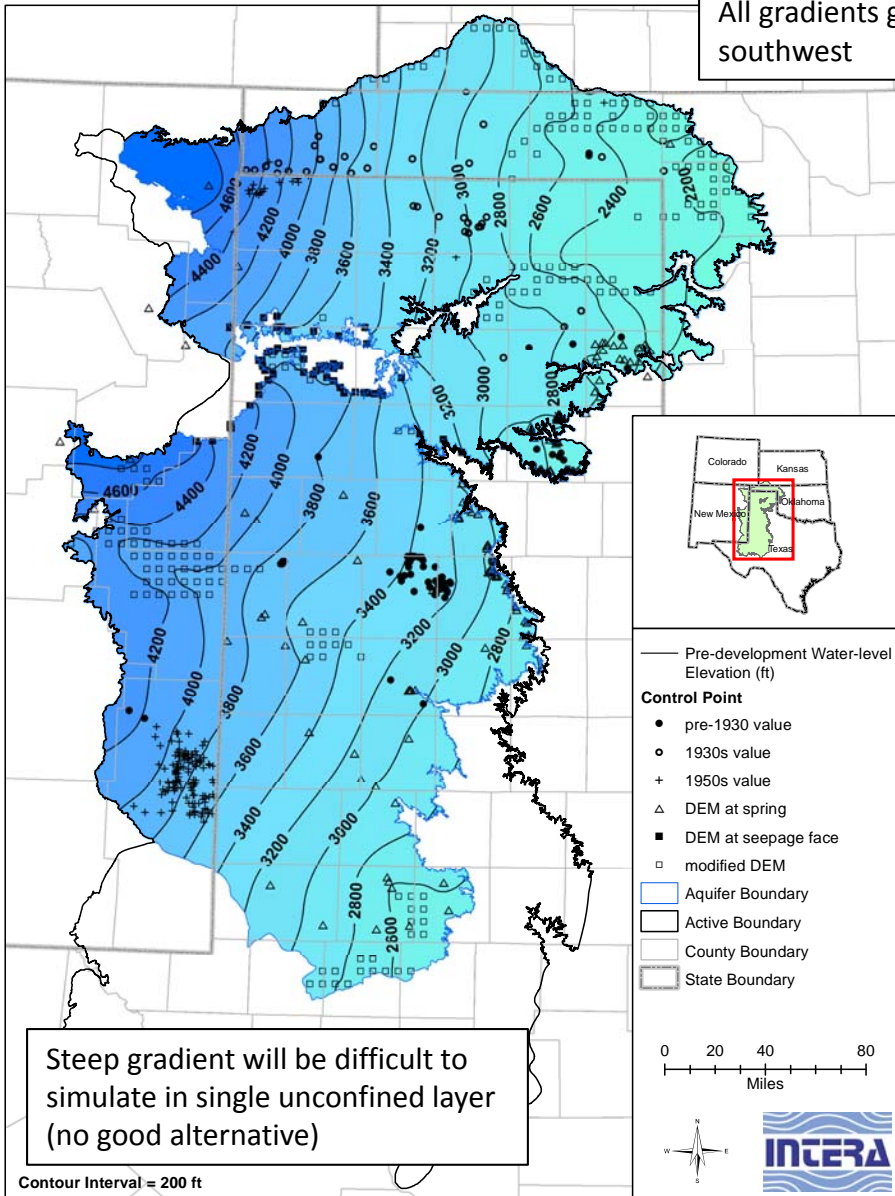 All gradients g
southwest
4600
4400
4200
4000
3800
3600
3400
3200
3000
2800
2600
2400
2200
3200
3000
2800
4200
4000
3800
3600
4600
4400
3400
3200
3000
2800
4200
4000
3800
3600
3400
3200
3000
2800
2600
Colorado
Kansas
New Mexico
Oklahoma
Texas
Pre-development Water-level
Elevation (ft)
Control Point
pre-1930 value
1930s value
1950s value
DEM at spring
DEM at seepage face
modified DEM
Aquifer Boundary
Active Boundary
County Boundary
State Boundary
0 20 40 80
Miles
N
W E
S
INTERA
Steep gradient will be difficult to
simulate in single unconfined layer
(no good alternative)
Contour Interval = 200 ft